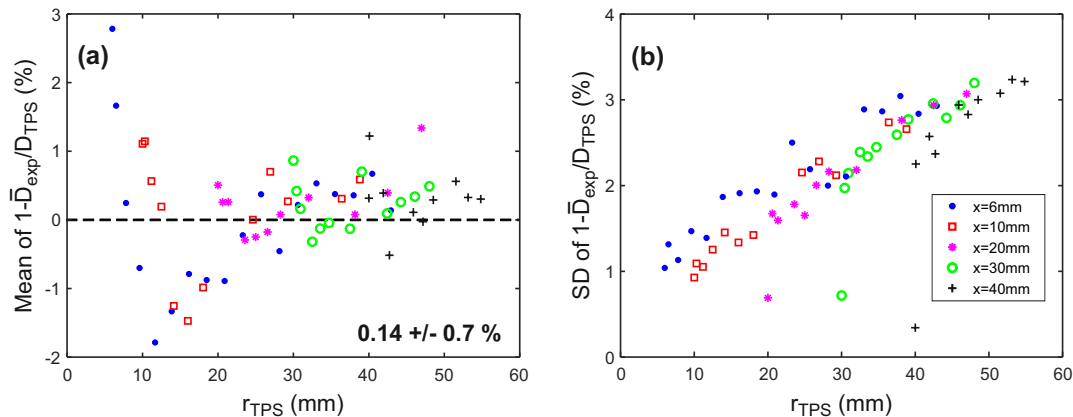 (a)
Mean of 1-D̄exp/DTPS (%)
3
2
1
0
-1
-2
0.14 +/- 0.7 %
0 10 20 30 40 50 60
rTPS (mm)
(b)
SD of 1-D̄exp/DTPS (%)
4
3
2
1
0
x=6mm
x=10mm
x=20mm
x=30mm
x=40mm
0 10 20 30 40 50 60
rTPS (mm)